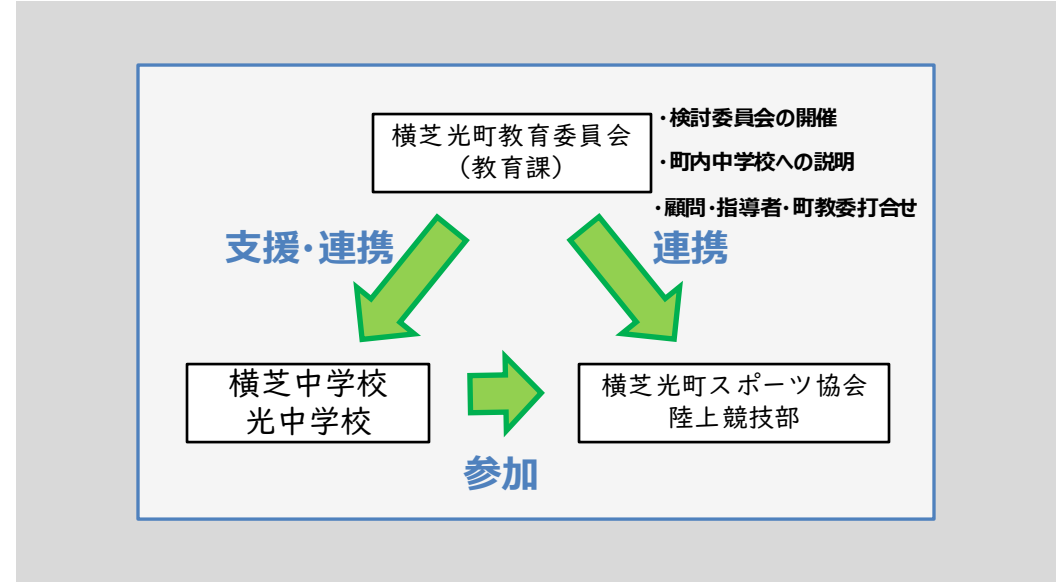 横芝光町教育委員会
(教育課)
・検討委員会の開催
・町内中学校への説明
・顧問・指導者・町教委打合せ
支援・連携
連携
横芝中学校
光中学校
横芝光町スポーツ協会
陸上競技部
参加